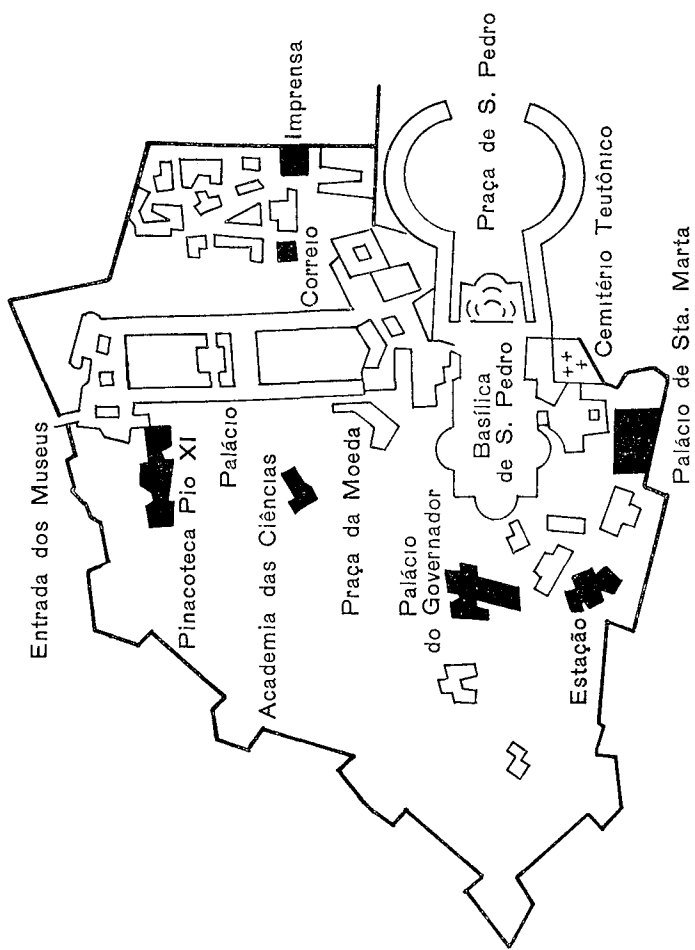 Entrada dos Museus
Pinacoteca Pio XI
Palácio
Academia das Ciências
Praça da Moeda
Palácio
do Governador
Estação
Correio
Imprensa
Basílica
de S. Pedro
Praça de S. Pedro
Cemitério Teutônico
Palácio de Sta. Marta